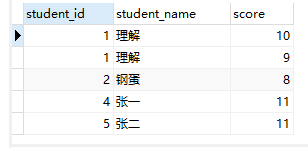 student_id student_name score
1 理解 10
1 理解 9
2 钢蛋 8
4 张一 11
5 张二 11